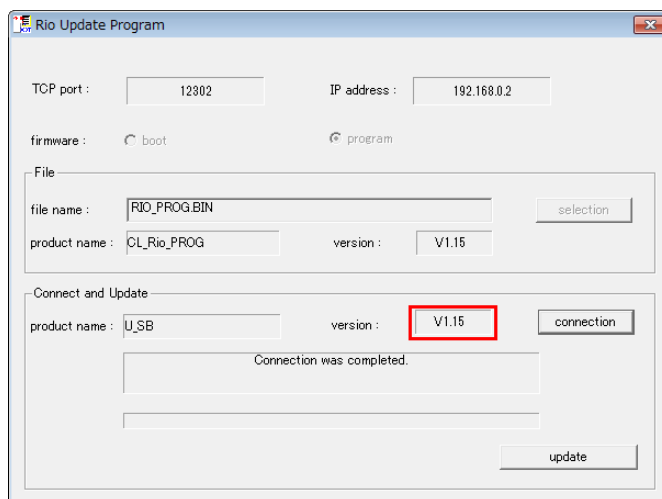 Rio Update Program
TCP port : 12302 IP address : 192.168.0.2
firmware : boot program
File
file name : RIO_PROG.BIN selection
product name : CL_Rio_PROG version : V1.15
Connect and Update
product name : U_SB version : V1.15 connection
Connection was completed.
update